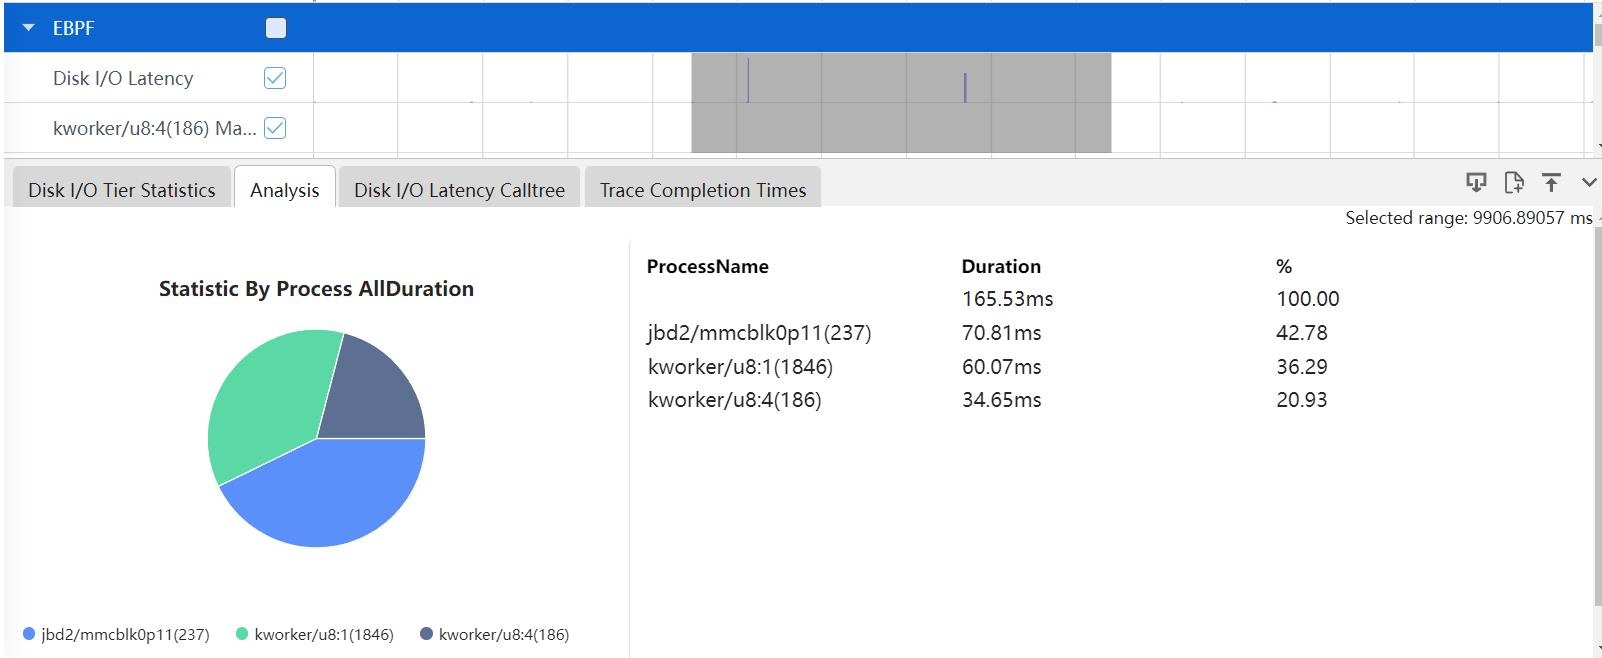 EBPF
Disk I/O Latency
kworker/u8:4(186) Ma...
Disk I/O Tier Statistics Analysis Disk I/O Latency Calltree Trace Completion Times
Selected range: 9906.89057 ms
Statistic By Process AllDuration
jbd2/mmcblk0p11(237) kworker/u8:1(1846) kworker/u8:4(186)
ProcessName Duration %
165.53ms 100.00
jbd2/mmcblk0p11(237) 70.81ms 42.78
kworker/u8:1(1846) 60.07ms 36.29
kworker/u8:4(186) 34.65ms 20.93